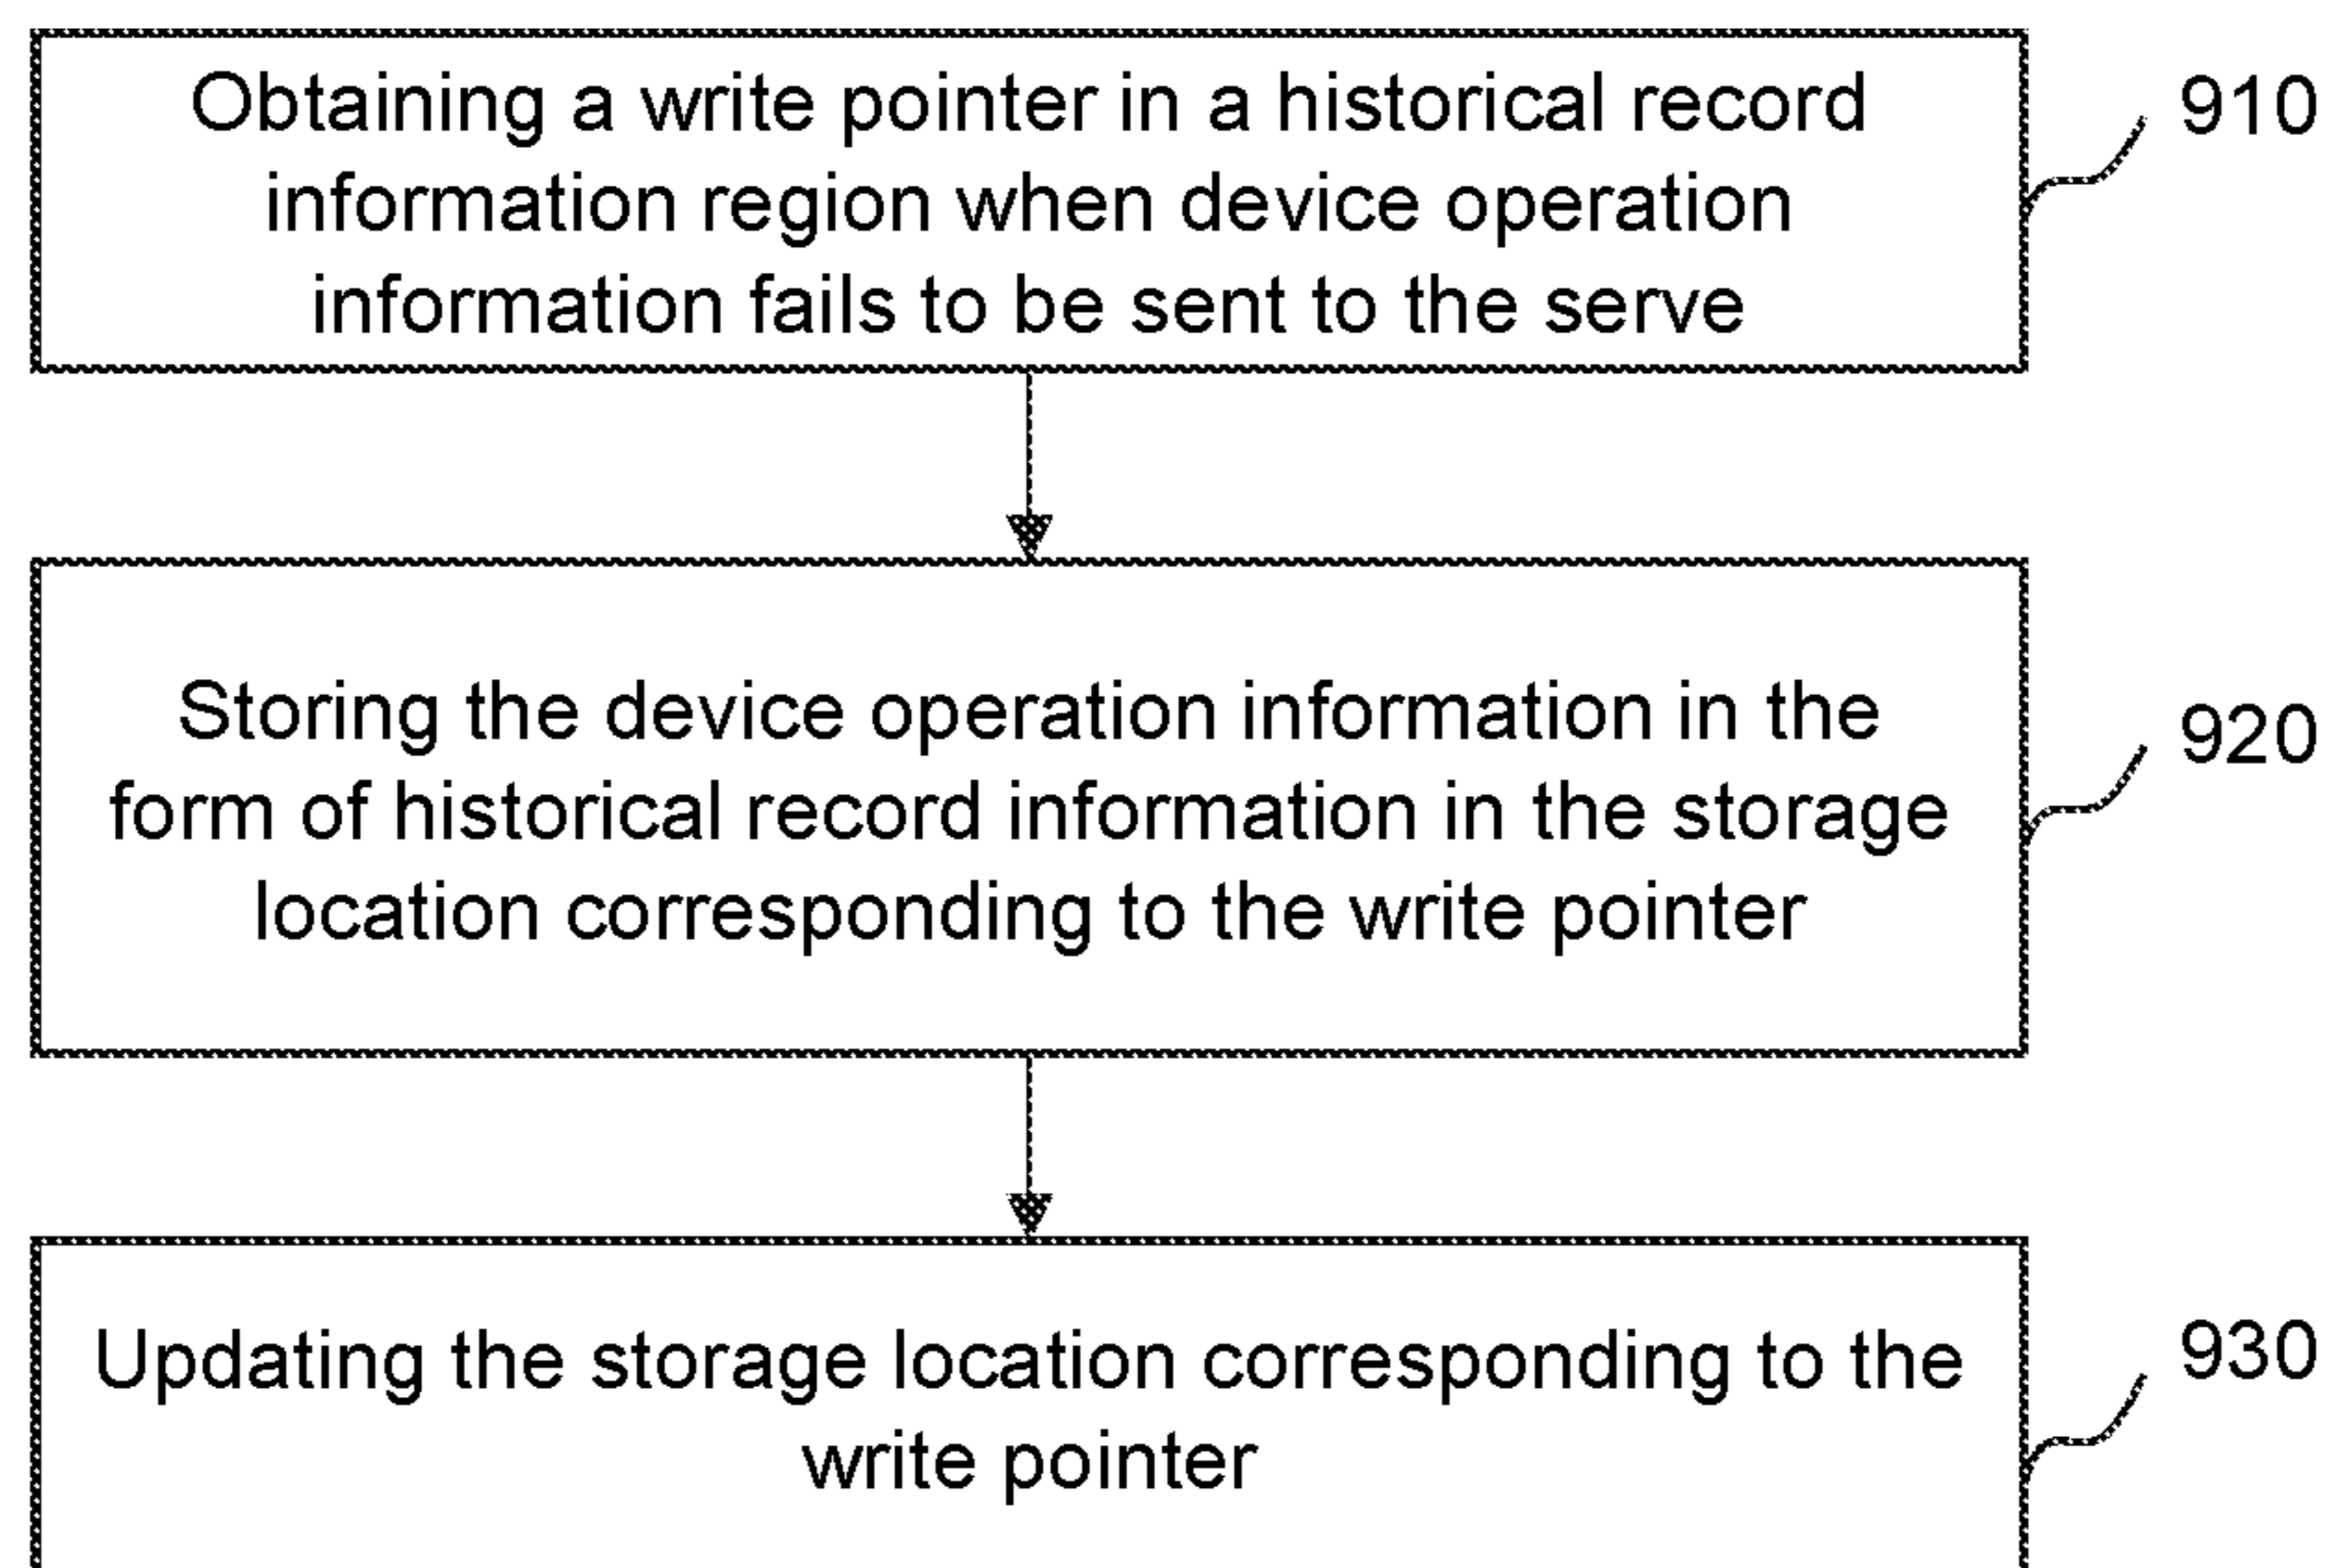 Obtaining a write pointer in a historical record
information region when device operation
information fails to be sent to the serve
910
Storing the device operation information in the
form of historical record information in the storage
location corresponding to the write pointer
920
Updating the storage location corresponding to the
write pointer
930